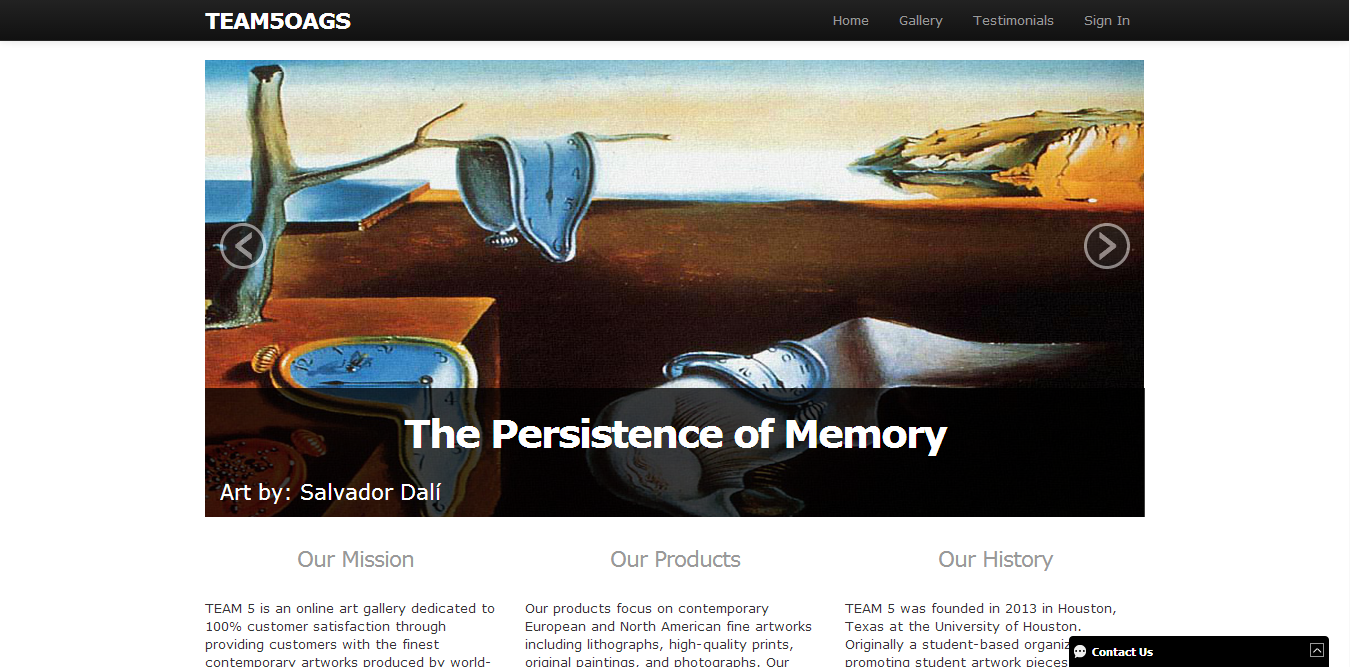 TEAM5OAGS
Home Gallery Testimonials Sign In
The Persistence of Memory
Art by: Salvador Dalí
Our Mission
TEAM 5 is an online art gallery dedicated to
100% customer satisfaction through
providing customers with the finest
contemporary artworks produced by world-
Our Products
Our products focus on contemporary
European and North American fine artworks
including lithographs, high-quality prints,
original paintings, and photographs. Our
Our History
TEAM 5 was founded in 2013 in Houston,
Texas at the University of Houston.
Originally a student-based
promoting student artwork pieces
Contact Us